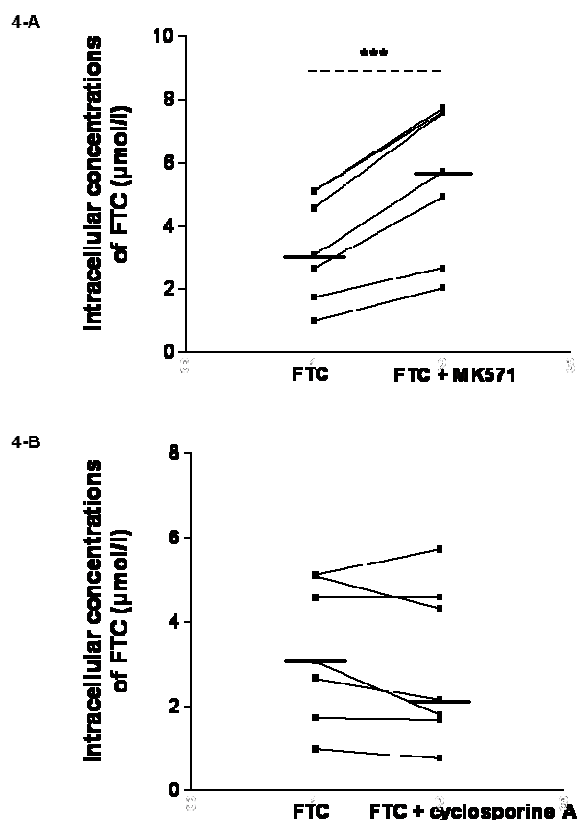 4-A
10
8
6
4
2
0
Intracellular concentrations
of FTC (µmol/l)
***
FTC
FTC + MK571
4-B
8
6
4
2
0
Intracellular concentrations
of FTC (µmol/l)
FTC
FTC + cyclosporine A